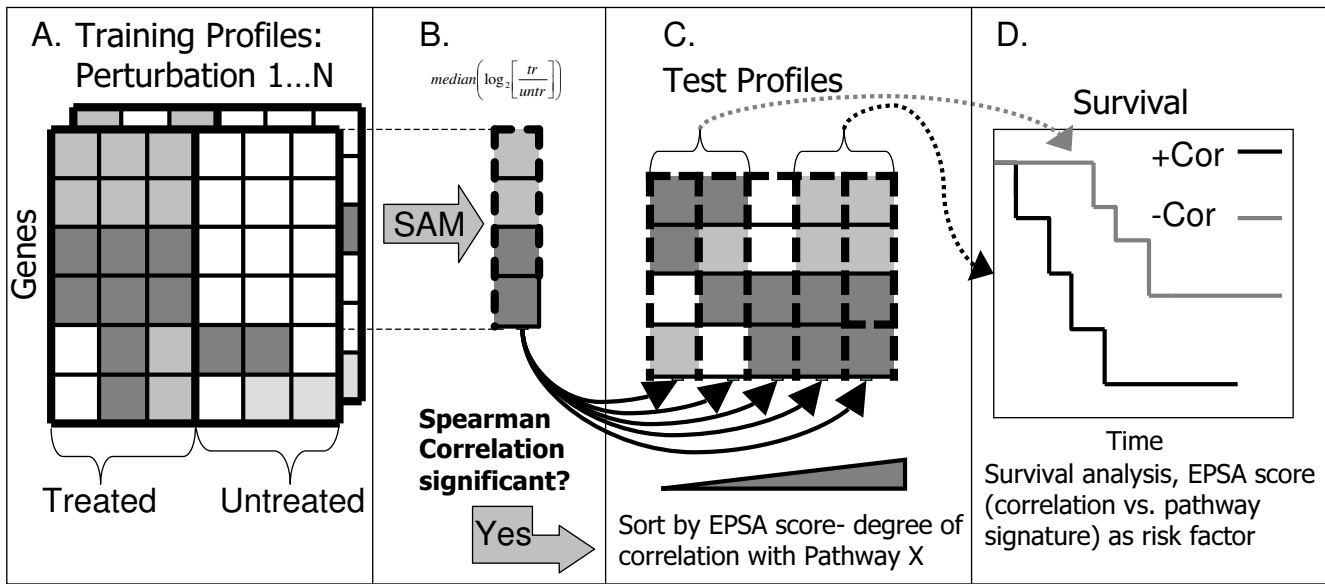 A. Training Profiles:
Perturbation 1...N
Genes
Treated
Untreated
B.
median(log₂[tr/untr])
SAM
Spearman
Correlation
significant?
Yes
C.
Test Profiles
Sort by EPSA score- degree of
correlation with Pathway X
D.
Survival
+Cor
-Cor
Time
Survival analysis, EPSA score
(correlation vs. pathway
signature) as risk factor